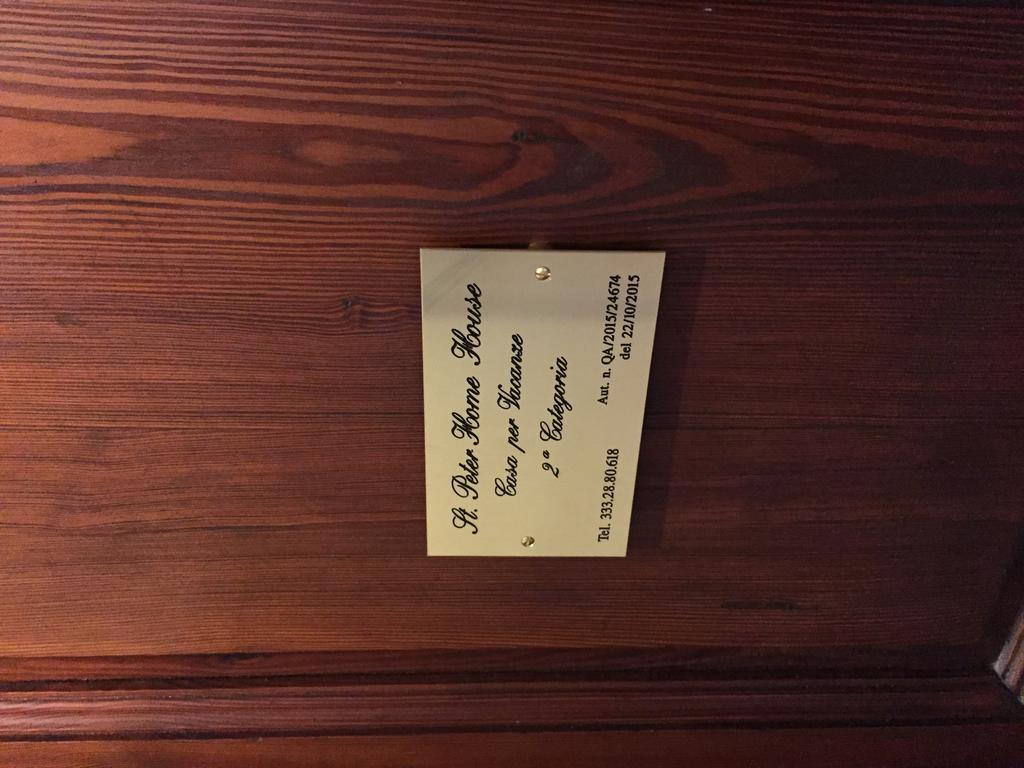 St. Peter Home House
Casa per Vacanze
2ª Categoria
Tel. 333.28.80.618 Aut. n. QA/2015/24674
del 22/10/2015